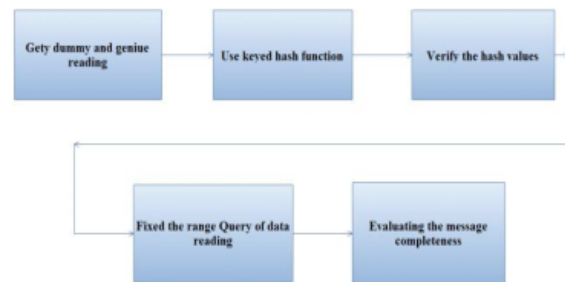 Gety dummy and geniue
reading
Use keyed hash function
Verify the hash values
Fixed the range Query of data
reading
Evaluating the message
completeness